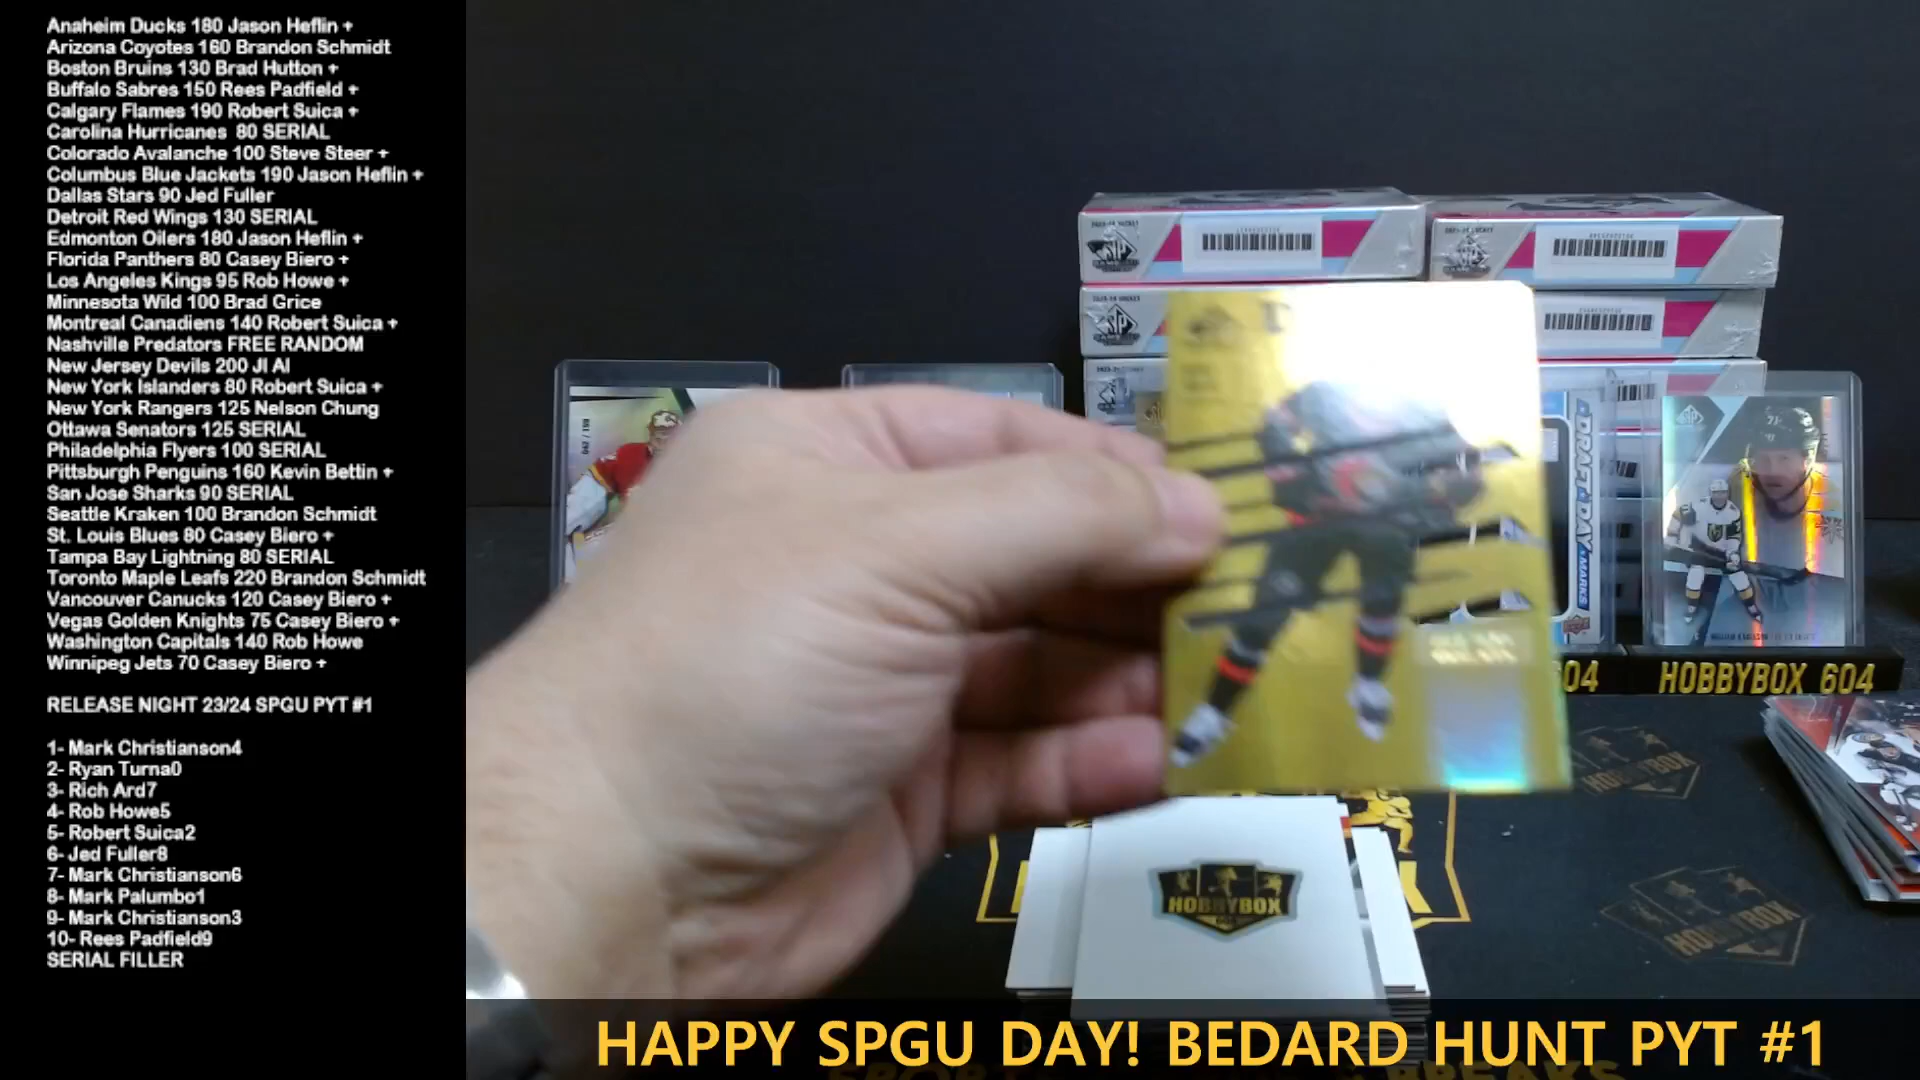 Anaheim Ducks 180 Jason Heflin +
Arizona Coyotes 160 Brandon Schmidt
Boston Bruins 130 Brad Hutton +
Buffalo Sabres 150 Rees Padfield +
Calgary Flames 190 Robert Suica +
Carolina Hurricanes 80 SERIAL
Colorado Avalanche 100 Steve Steer +
Columbus Blue Jackets 190 Jason Heflin +
Dallas Stars 90 Jed Fuller
Detroit Red Wings 130 SERIAL
Edmonton Oilers 180 Jason Heflin +
Florida Panthers 80 Casey Biero +
Los Angeles Kings 95 Rob Howe +
Minnesota Wild 100 Brad Grice
Montreal Canadiens 140 Robert Suica +
Nashville Predators FREE RANDOM
New Jersey Devils 200 JI AI
New York Islanders 80 Robert Suica +
New York Rangers 125 Nelson Chung
Ottawa Senators 125 SERIAL
Philadelphia Flyers 100 SERIAL
Pittsburgh Penguins 160 Kevin Bettin +
San Jose Sharks 90 SERIAL
Seattle Kraken 100 Brandon Schmidt
St. Louis Blues 80 Casey Biero +
Tampa Bay Lightning 80 SERIAL
Toronto Maple Leafs 220 Brandon Schmidt
Vancouver Canucks 120 Casey Biero +
Vegas Golden Knights 75 Casey Biero +
Washington Capitals 140 Rob Howe
Winnipeg Jets 70 Casey Biero +
RELEASE NIGHT 23/24 SPGU PYT #1
1- Mark Christianson4
2- Ryan Turna0
3- Rich Ard7
4- Rob Howe5
5- Robert Suica2
6- Jed Fuller8
7- Mark Christianson6
8- Mark Palumbo1
9- Mark Christianson3
10- Rees Padfield9
SERIAL FILLER
042 / 159
DRAFT DAY MARKS
604
HOBBYBOX 604
HOBBYBOX
HOBBYBOX
HOBBYBOX
HAPPY SPGU DAY! BEDARD HUNT PYT #1